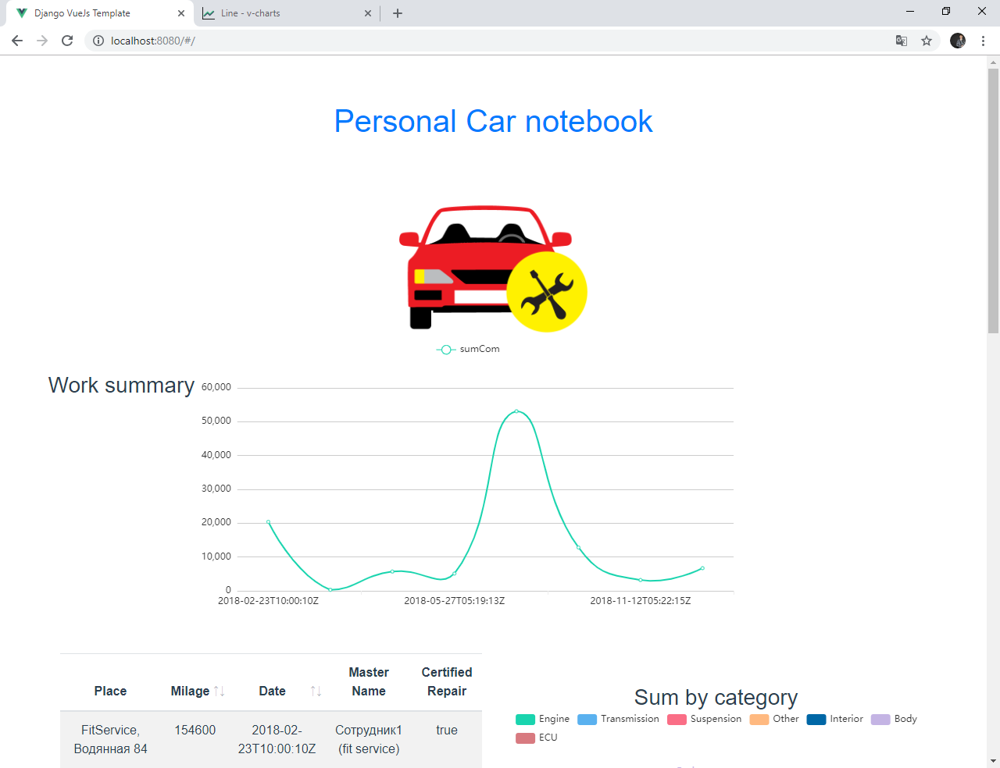 Django VueJs Template
Line - v-charts
localhost:8080/#/
Personal Car notebook
sumCom
Work summary
60,000
50,000
40,000
30,000
20,000
10,000
0
2018-02-23T10:00:10Z 2018-05-27T05:19:13Z 2018-11-12T05:22:15Z
Place Milage Date Master Name Certified Repair
FitService, Водянная 84 154600 2018-02-23T10:00:10Z Сотрудник1 (fit service) true
Sum by category
Engine Transmission Suspension Other Interior Body
ECU